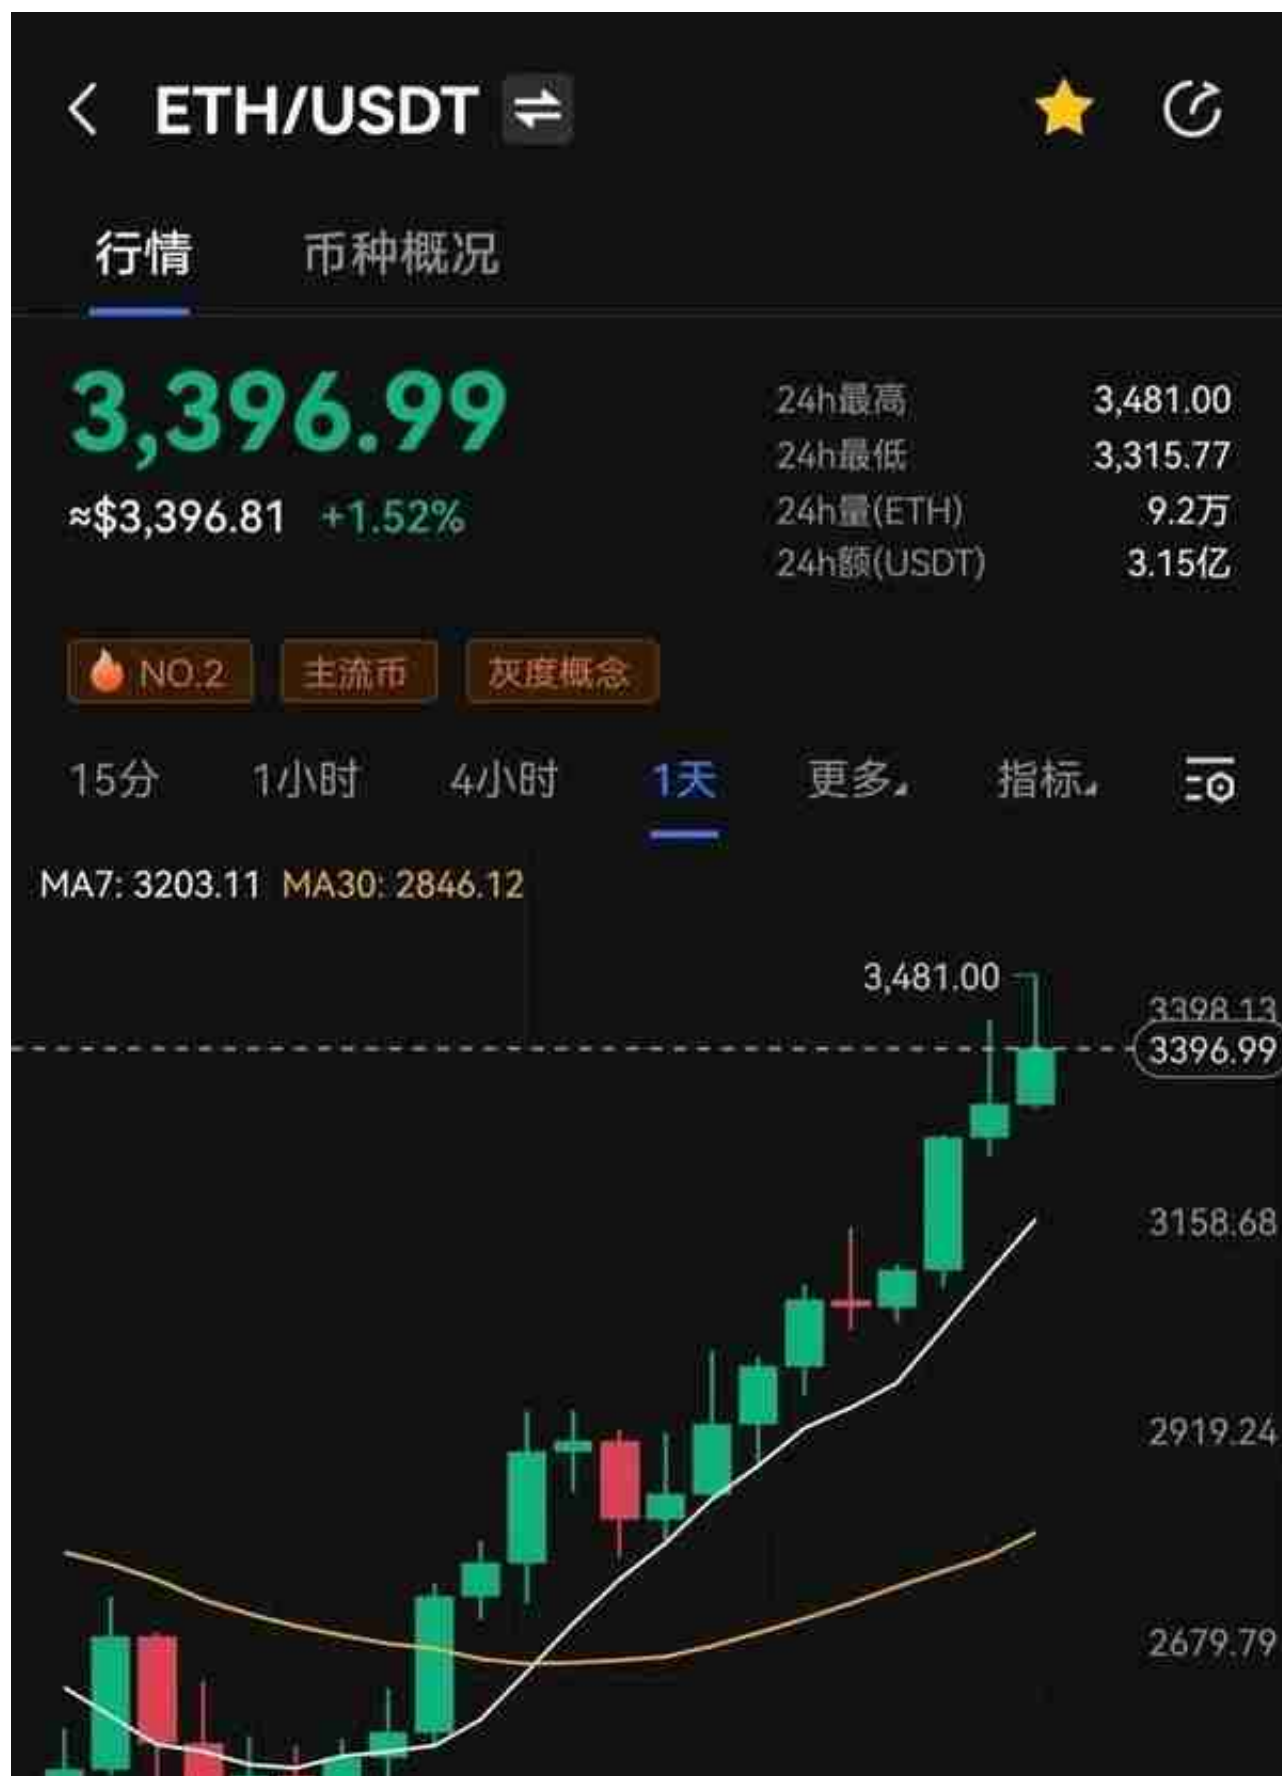 ETH/USDT
行情 币种概况
3,396.99
≈$3,396.81 +1.52%
24h最高 3,481.00
24h最低 3,315.77
24h量(ETH) 9.2万
24h额(USDT) 3.15亿
NO.2 主流币 灰度概念
15分 1小时 4小时 1天 更多 指标
MA7: 3203.11 MA30: 2846.12
3,481.00
3398.13
3396.99
3158.68
2919.24
2679.79